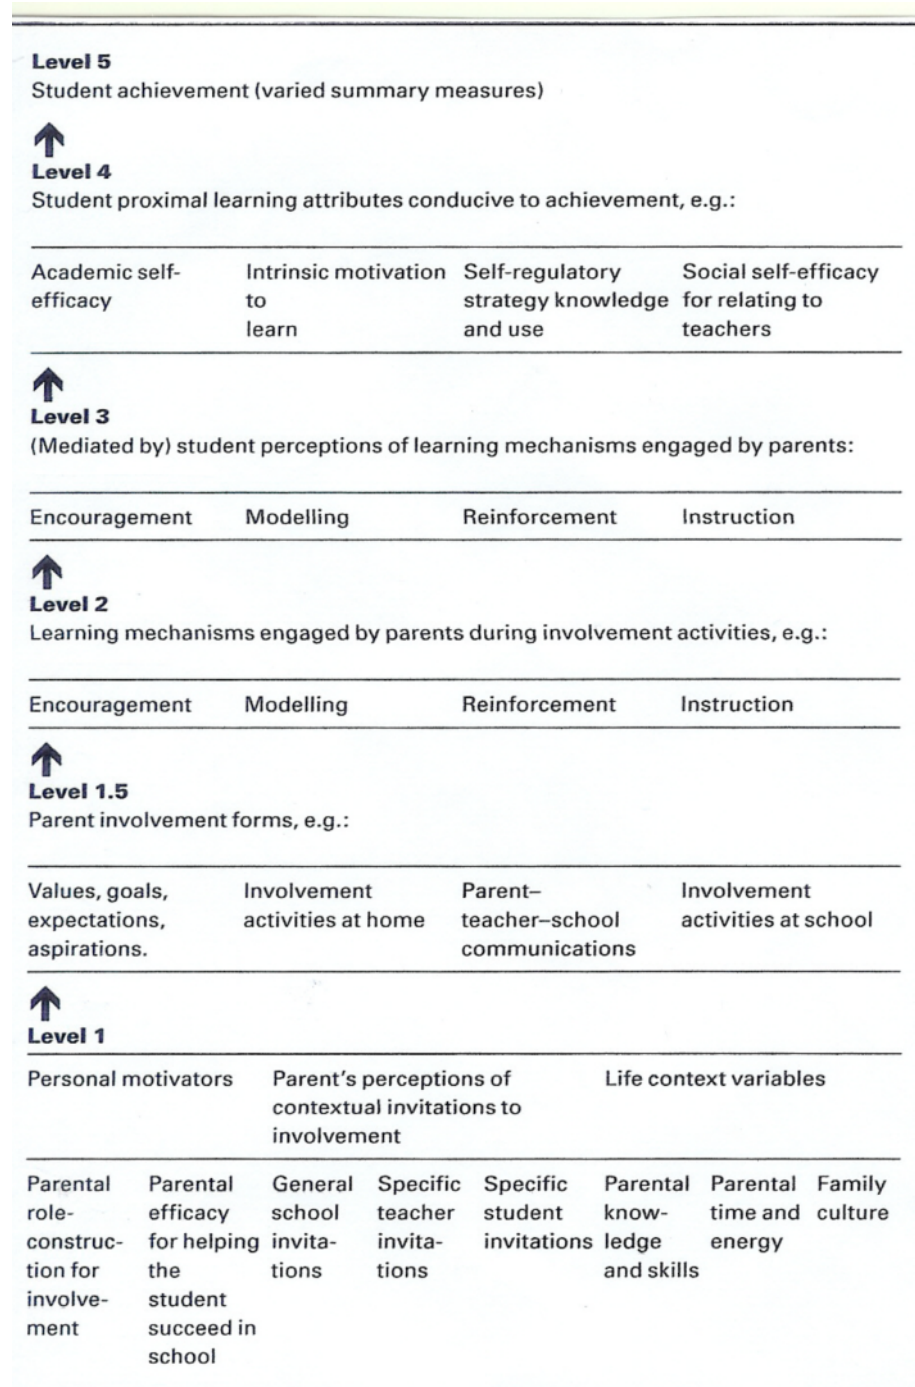 Level 5
Student achievement (varied summary measures)
Level 4
Student proximal learning attributes conducive to achievement, e.g.:
Academic self-
efficacy
Intrinsic motivation
to
learn
Self-regulatory
strategy knowledge
and use
Social self-efficacy
for relating to
teachers
Level 3
(Mediated by) student perceptions of learning mechanisms engaged by parents:
Encouragement
Modelling
Reinforcement
Instruction
Level 2
Learning mechanisms engaged by parents during involvement activities, e.g.:
Encouragement
Modelling
Reinforcement
Instruction
Level 1.5
Parent involvement forms, e.g.:
Values, goals,
expectations,
aspirations.
Involvement
activities at home
Parent–
teacher–school
communications
Involvement
activities at school
Level 1
Personal motivators
Parent's perceptions of
contextual invitations to
involvement
Life context variables
Parental
role-
construc-
tion for
involve-
ment
Parental
efficacy
for helping
the
student
succeed in
school
General
school
invita-
tions
Specific
teacher
invita-
tions
Specific
student
invitations
Parental
know-
ledge
and skills
Parental
time and
energy
Family
culture